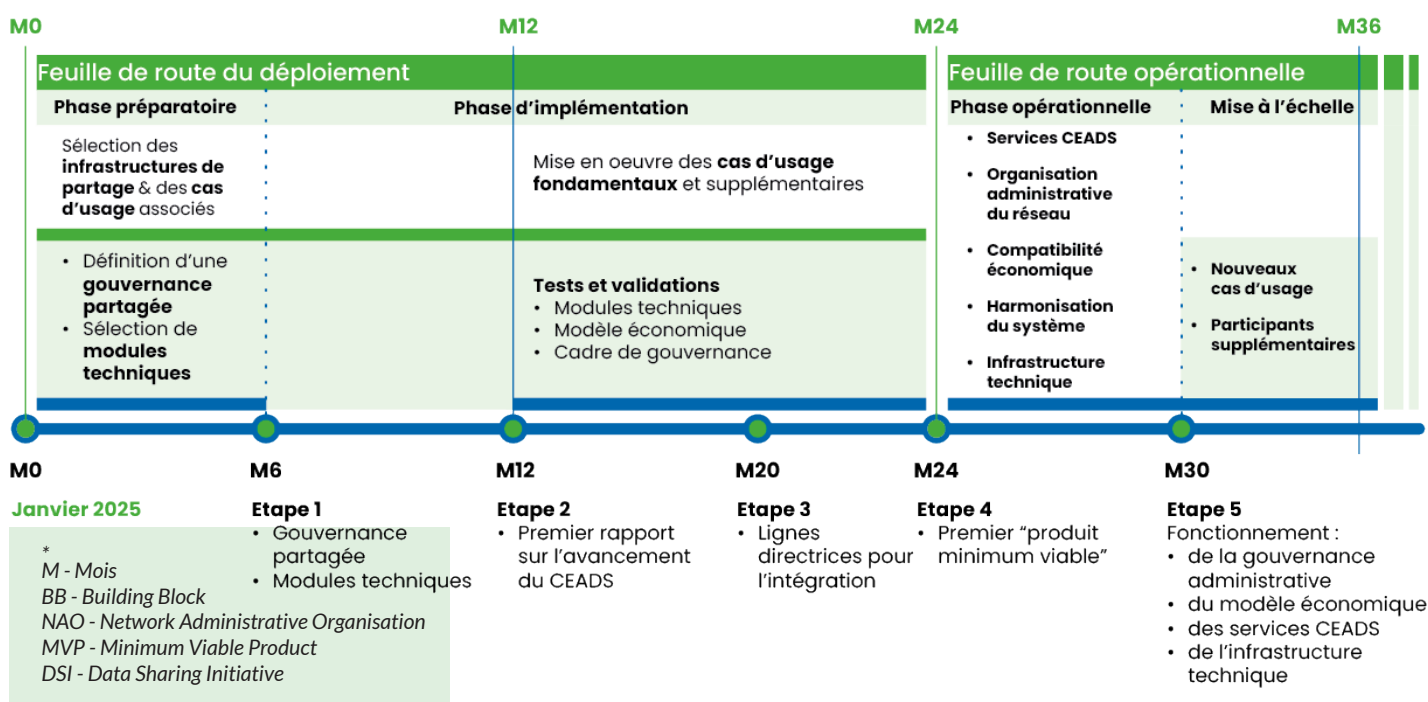 M0
M12
M24
M36
Feuille de route du déploiement
Feuille de route opérationnelle
Phase préparatoire
Phase d'implémentation
Phase opérationnelle
Mise à l'échelle
Sélection des
infrastructures de
partage & des cas
d'usage associés
Mise en oeuvre des cas d'usage
fondamentaux et supplémentaires
• Définition d'une
gouvernance
partagée
• Sélection de
modules
techniques
Tests et validations
• Modules techniques
• Modèle économique
• Cadre de gouvernance
• Services CEADS
• Organisation
administrative
du réseau
• Compatibilité
économique
• Harmonisation
du système
• Infrastructure
technique
• Nouveaux
cas d'usage
• Participants
supplémentaires
M0
M6
M12
M20
M24
M30
Janvier 2025
Etape 1
• Gouvernance
partagée
• Modules techniques
Etape 2
• Premier rapport
sur l'avancement
du CEADS
Etape 3
• Lignes
directrices pour
l'intégration
Etape 4
• Premier "produit
minimum viable"
Etape 5
Fonctionnement :
• de la gouvernance
administrative
• du modèle économique
• des services CEADS
• de l'infrastructure
technique
*
M - Mois
BB - Building Block
NAO - Network Administrative Organisation
MVP - Minimum Viable Product
DSI - Data Sharing Initiative